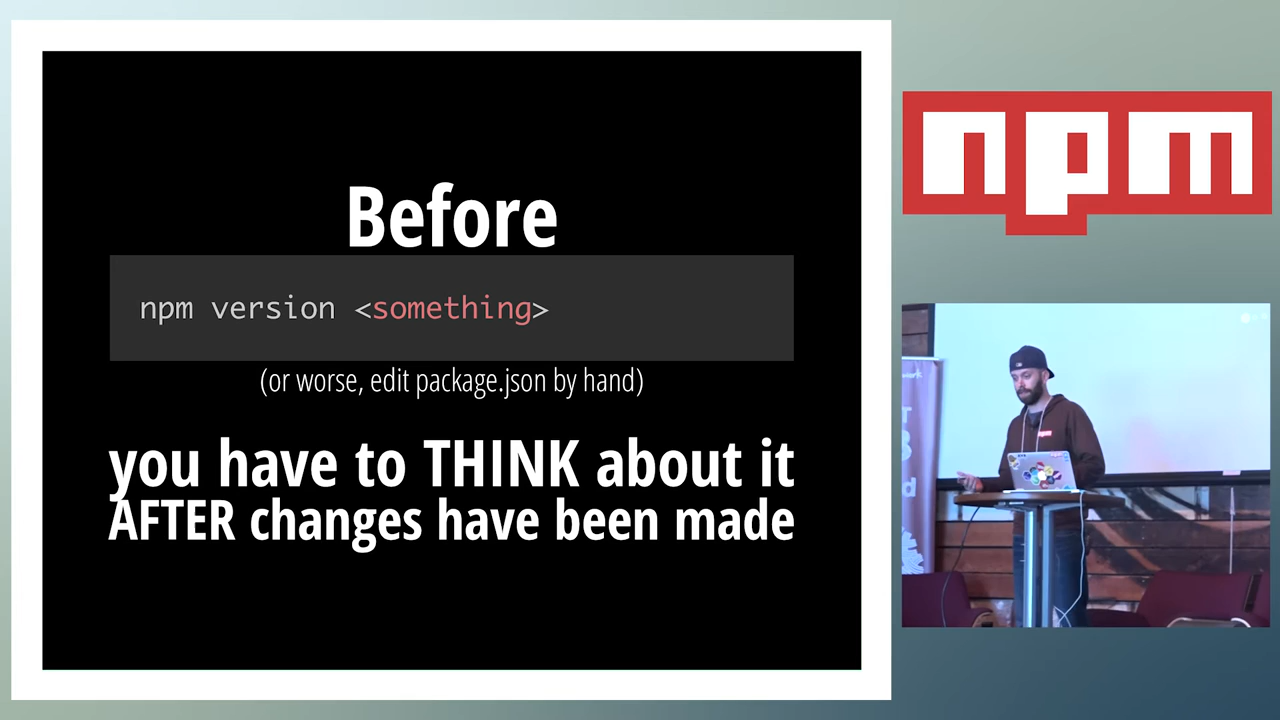 Before
npm version <something>
(or worse, edit package.json by hand)
you have to THINK about it
AFTER changes have been made
npm